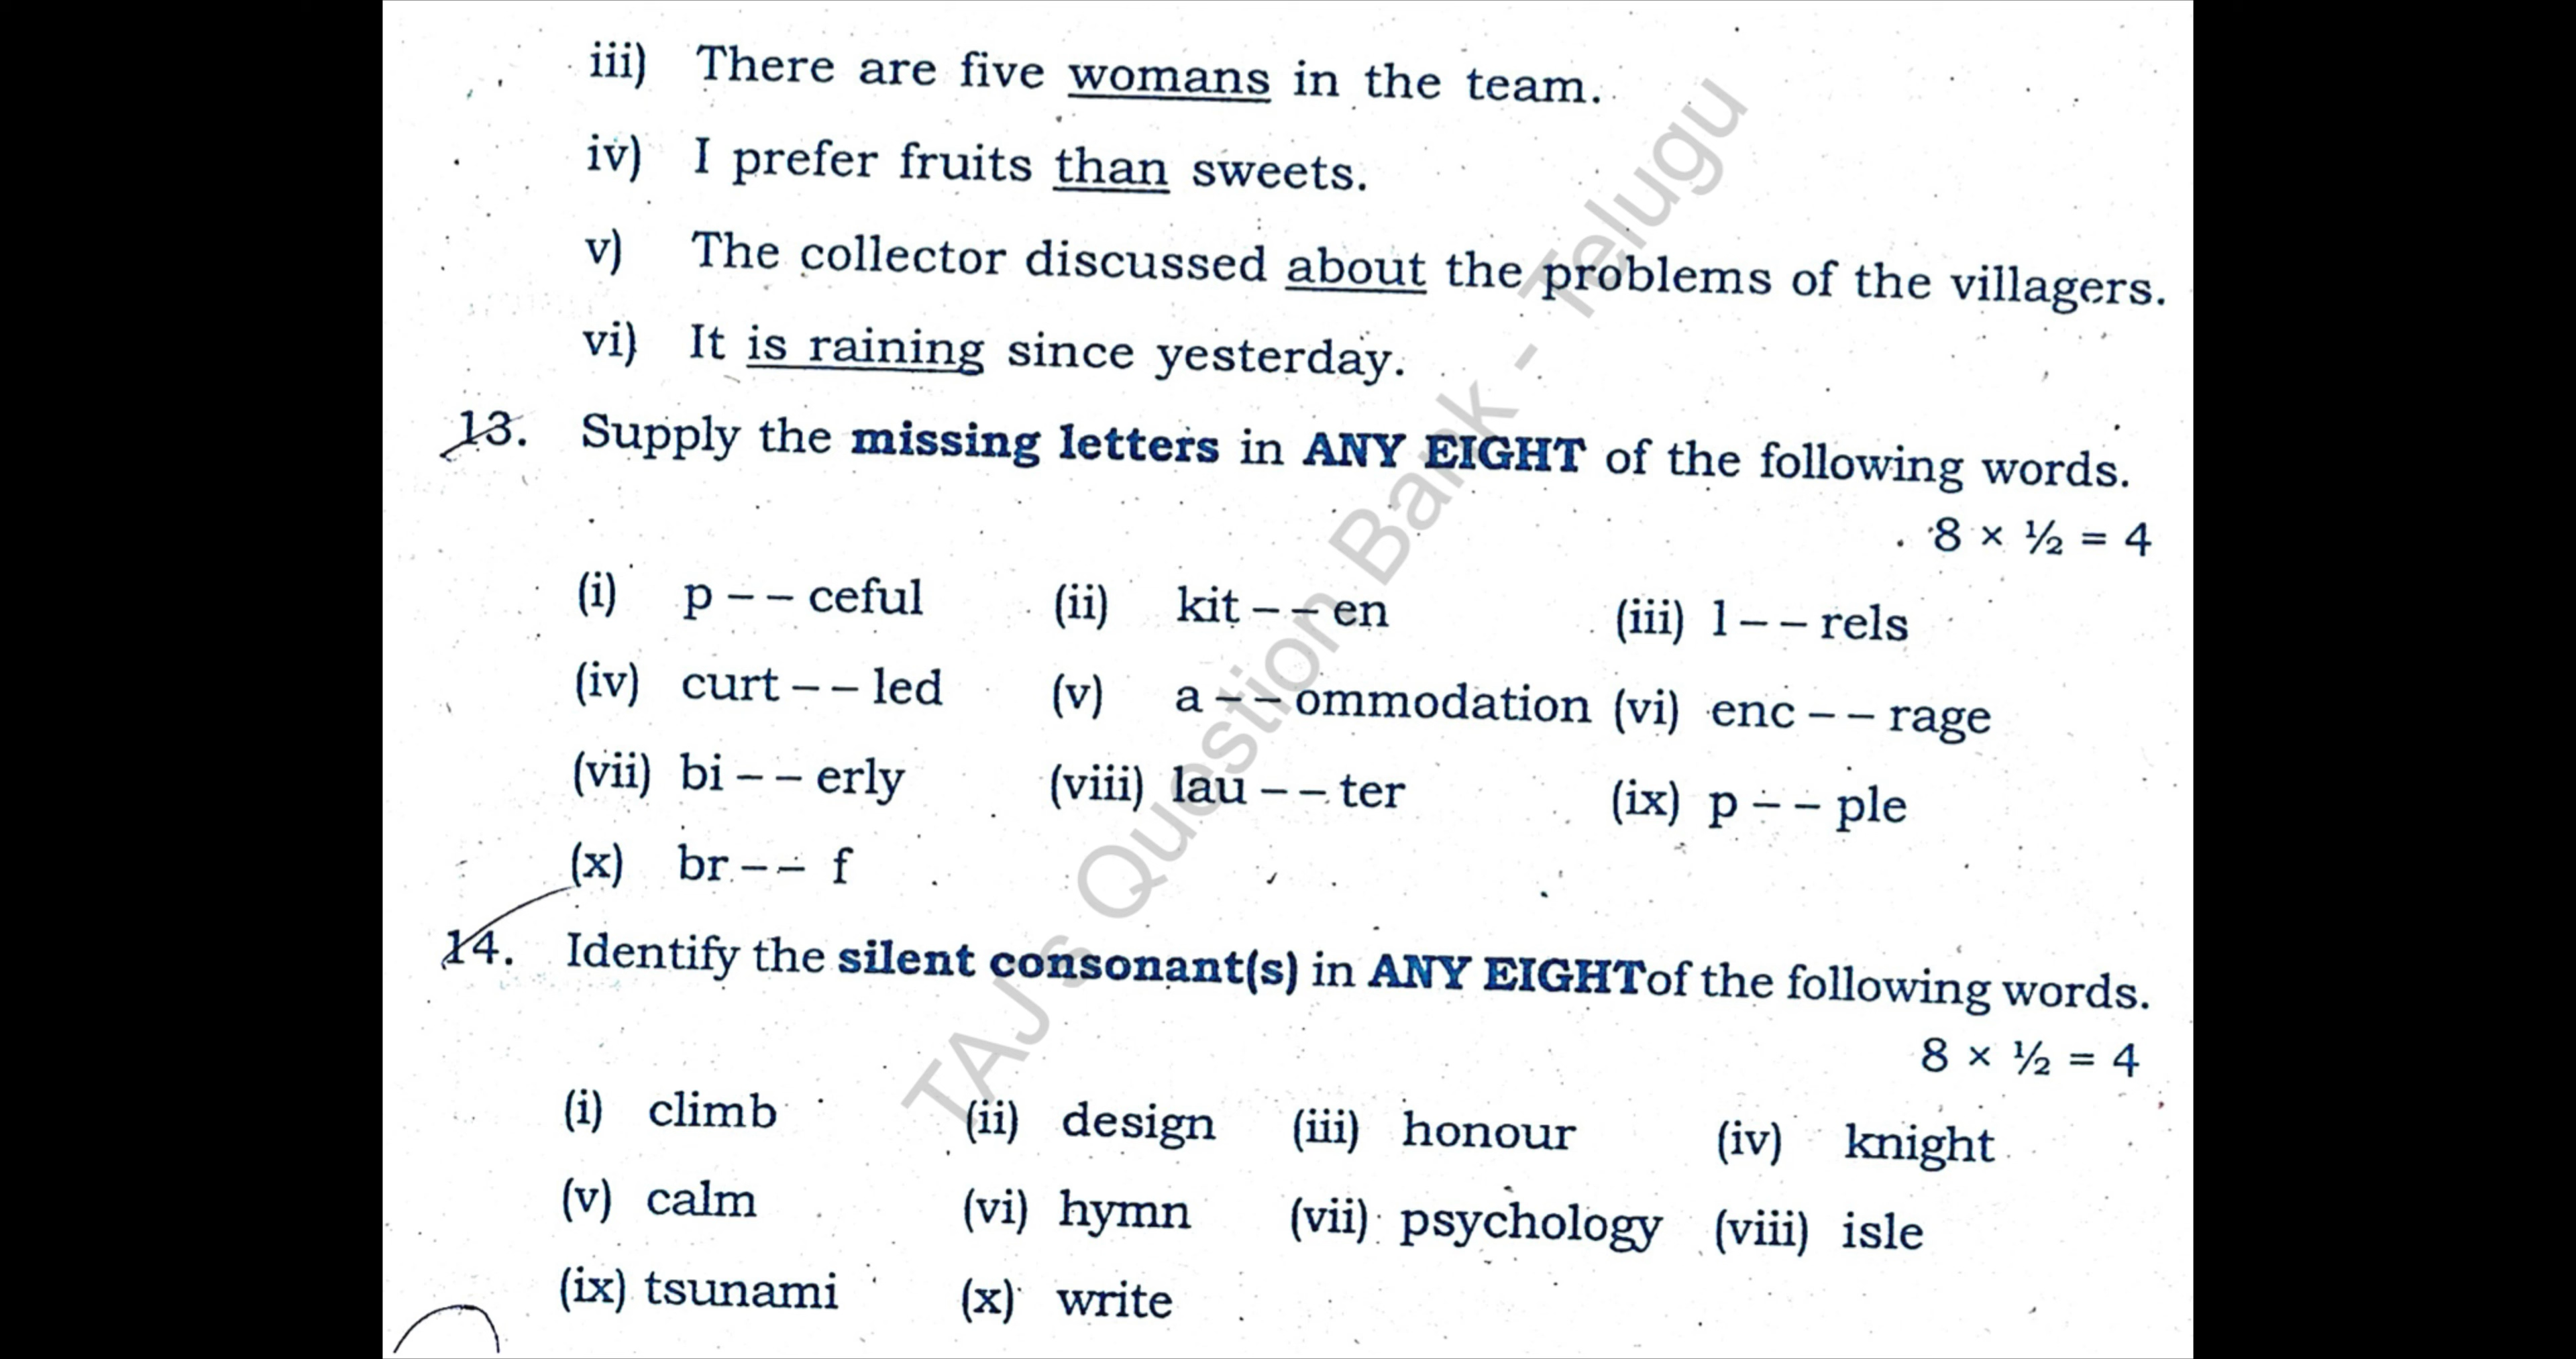 iii) There are five womans in the team.
iv) I prefer fruits than sweets.
v) The collector discussed about the problems of the villagers.
vi) It is raining since yesterday.
13. Supply the missing letters in ANY EIGHT of the following words.
8 × ½ = 4
(i) p – – ceful (ii) kit – – en (iii) l – – rels
(iv) curt – – led (v) a – – ommodation (vi) enc – – rage
(vii) bi – – erly (viii) lau – – ter (ix) p – – ple
(x) br – – f
14. Identify the silent consonant(s) in ANY EIGHTof the following words.
8 × ½ = 4
(i) climb (ii) design (iii) honour (iv) knight
(v) calm (vi) hymn (vii) psychology (viii) isle
(ix) tsunami (x) write
TAJ's Question Bank - Telugu